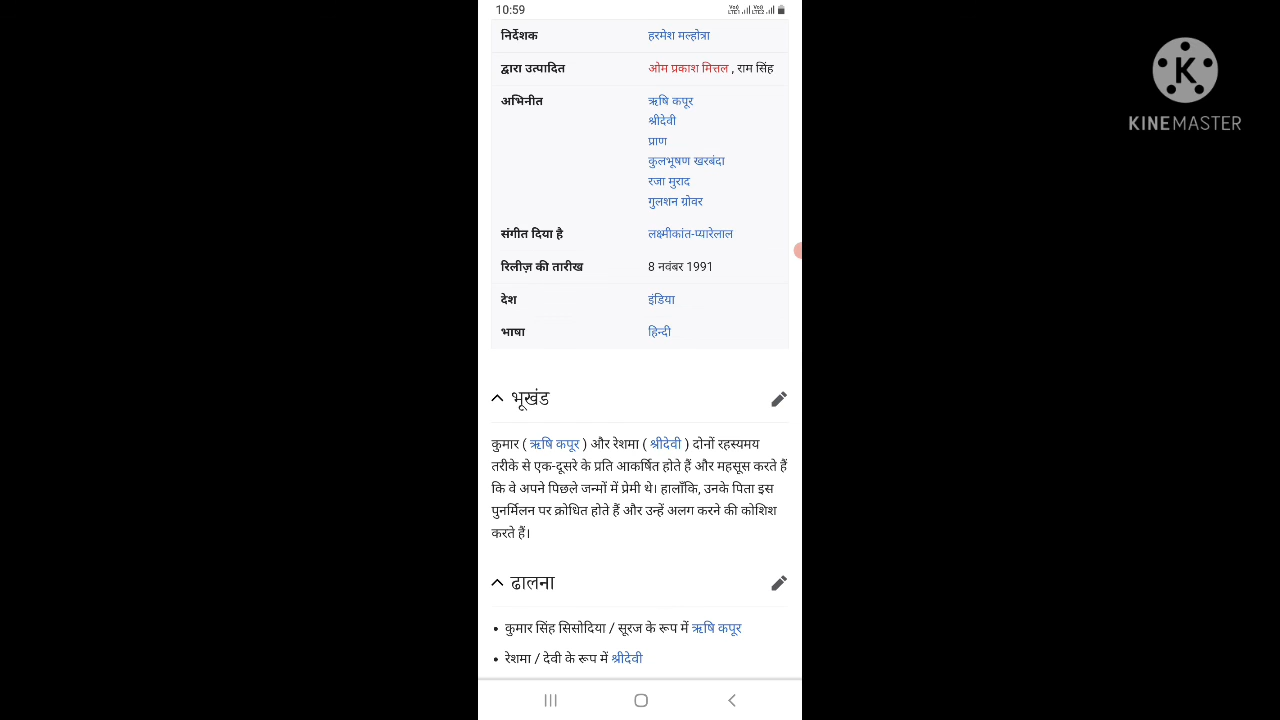 10:59
निर्देशक हरमेश मल्होत्रा
द्वारा उत्पादित ओम प्रकाश मित्तल , राम सिंह
अभिनीत ऋषि कपूर
श्रीदेवी
प्राण
कुलभूषण खरबंदा
रजा मुराद
गुलशन ग्रोवर
संगीत दिया है लक्ष्मीकांत-प्यारेलाल
रिलीज़ की तारीख 8 नवंबर 1991
देश इंडिया
भाषा हिन्दी
भूखंड
कुमार ( ऋषि कपूर ) और रेशमा ( श्रीदेवी ) दोनों रहस्यमय
तरीके से एक-दूसरे के प्रति आकर्षित होते हैं और महसूस करते हैं
कि वे अपने पिछले जन्मों में प्रेमी थे। हालाँकि, उनके पिता इस
पुनर्मिलन पर क्रोधित होते हैं और उन्हें अलग करने की कोशिश
करते हैं।
ढालना
• कुमार सिंह सिसोदिया / सूरज के रूप में ऋषि कपूर
• रेशमा / देवी के रूप में श्रीदेवी
K
KINEMASTER